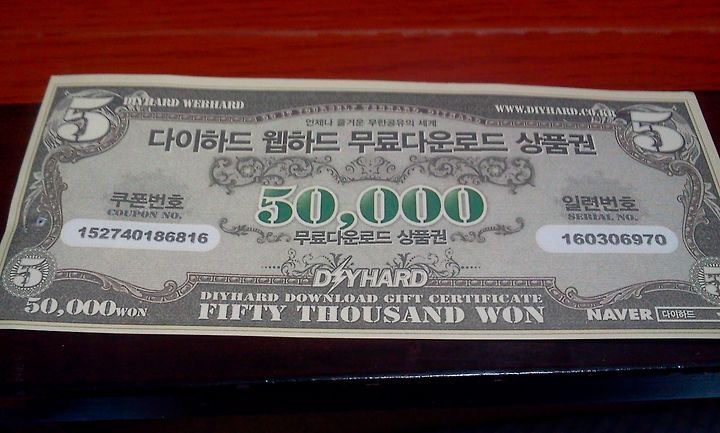 5
DIYHARD WEBHARD
WWW.DIYHARD.CO.KR
5
언제나 즐거운 무한공유의 세계
다이하드 웹하드 무료다운로드 상품권
50,000
쿠폰번호
COUPON NO.
일련번호
SERIAL NO.
152740186816
무료다운로드 상품권
160306970
DIYHARD
5
50,000WON
DIYHARD DOWNLOAD GIFT CERTIFICATE
FIFTY THOUSAND WON
NAVER 다이하드